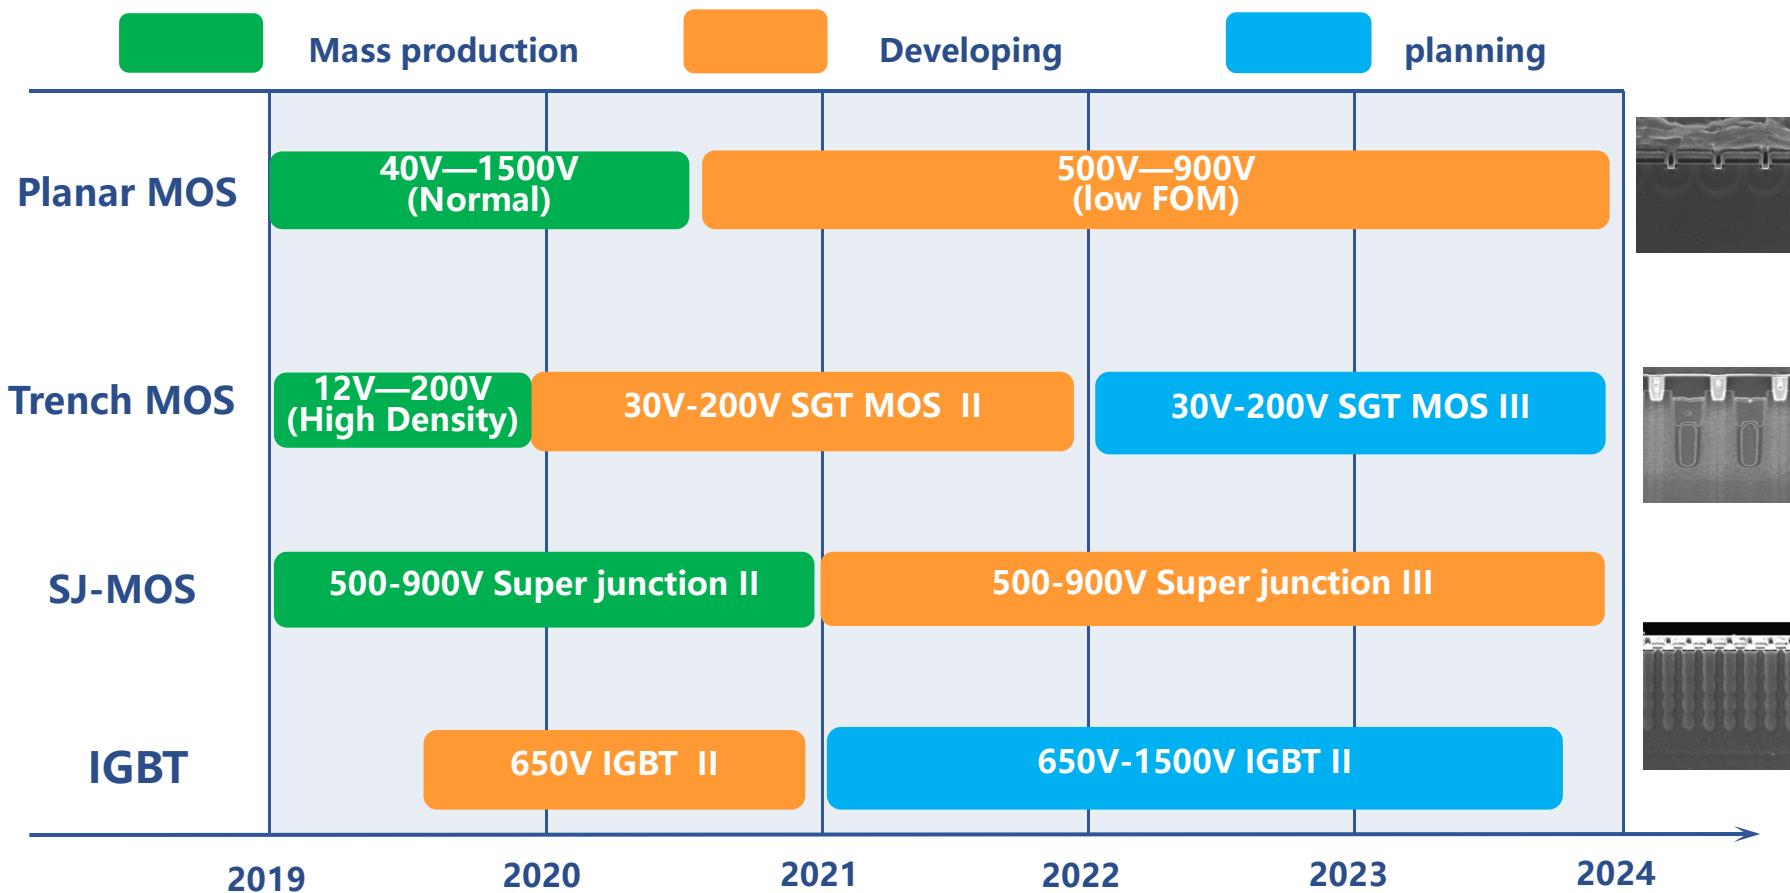 Mass production
Developing
planning
Planar MOS
40V—1500V
(Normal)
500V—900V
(low FOM)
Trench MOS
12V—200V
(High Density)
30V-200V SGT MOS  II
30V-200V SGT MOS III
SJ-MOS
500-900V Super junction II
500-900V Super junction III
IGBT
650V IGBT  II
650V-1500V IGBT II
2019
2020
2021
2022
2023
2024